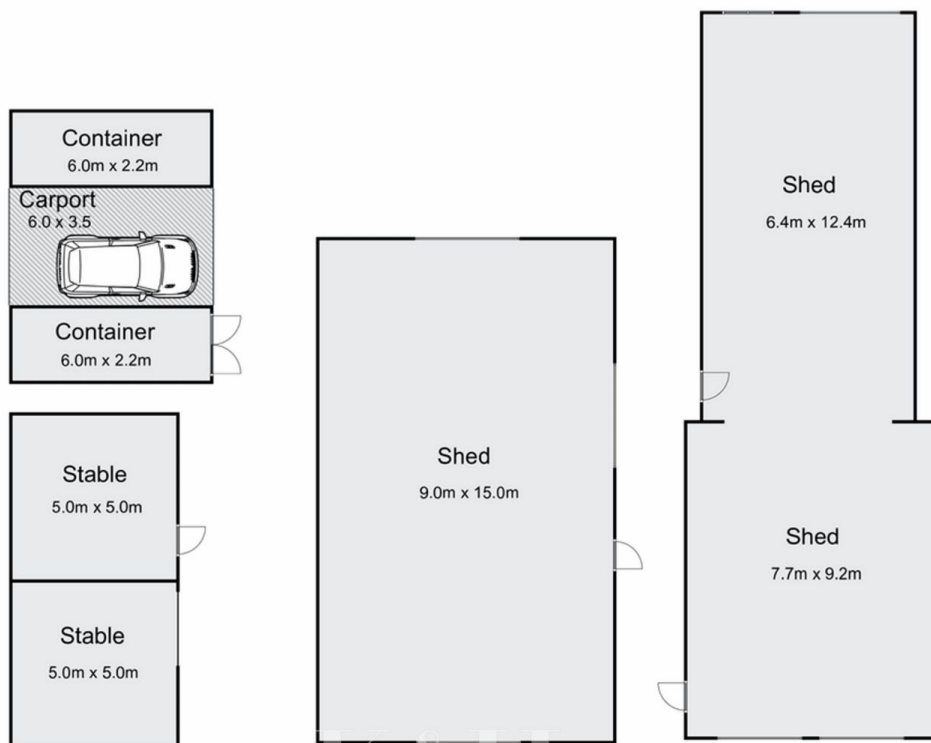 Container
6.0m x 2.2m
Carport
6.0 x 3.5
Container
6.0m x 2.2m
Stable
5.0m x 5.0m
Stable
5.0m x 5.0m
Shed
9.0m x 15.0m
Shed
6.4m x 12.4m
Shed
7.7m x 9.2m